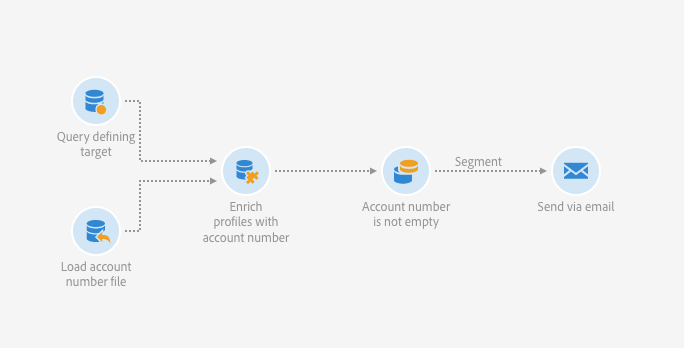 Query defining
target
Load account
number file
Enrich
profiles with
account number
Account number
is not empty
Segment
Send via email